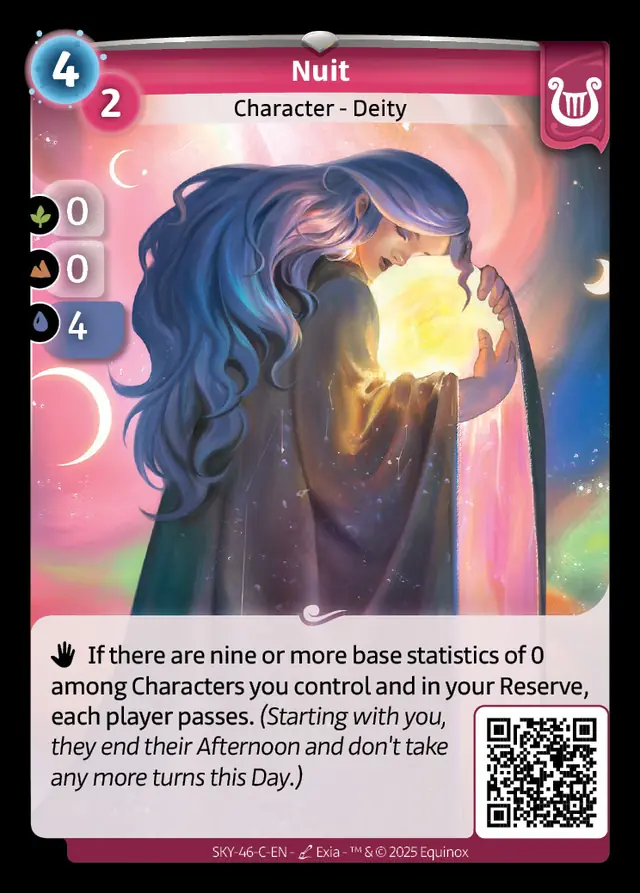 4
Nuit
2
Character - Deity
0
0
4
If there are nine or more base statistics of 0
among Characters you control and in your Reserve,
each player passes. (Starting with you,
they end their Afternoon and don't take
any more turns this Day.)
SKY-46-C-EN - Exia - ™ & © 2025 Equinox